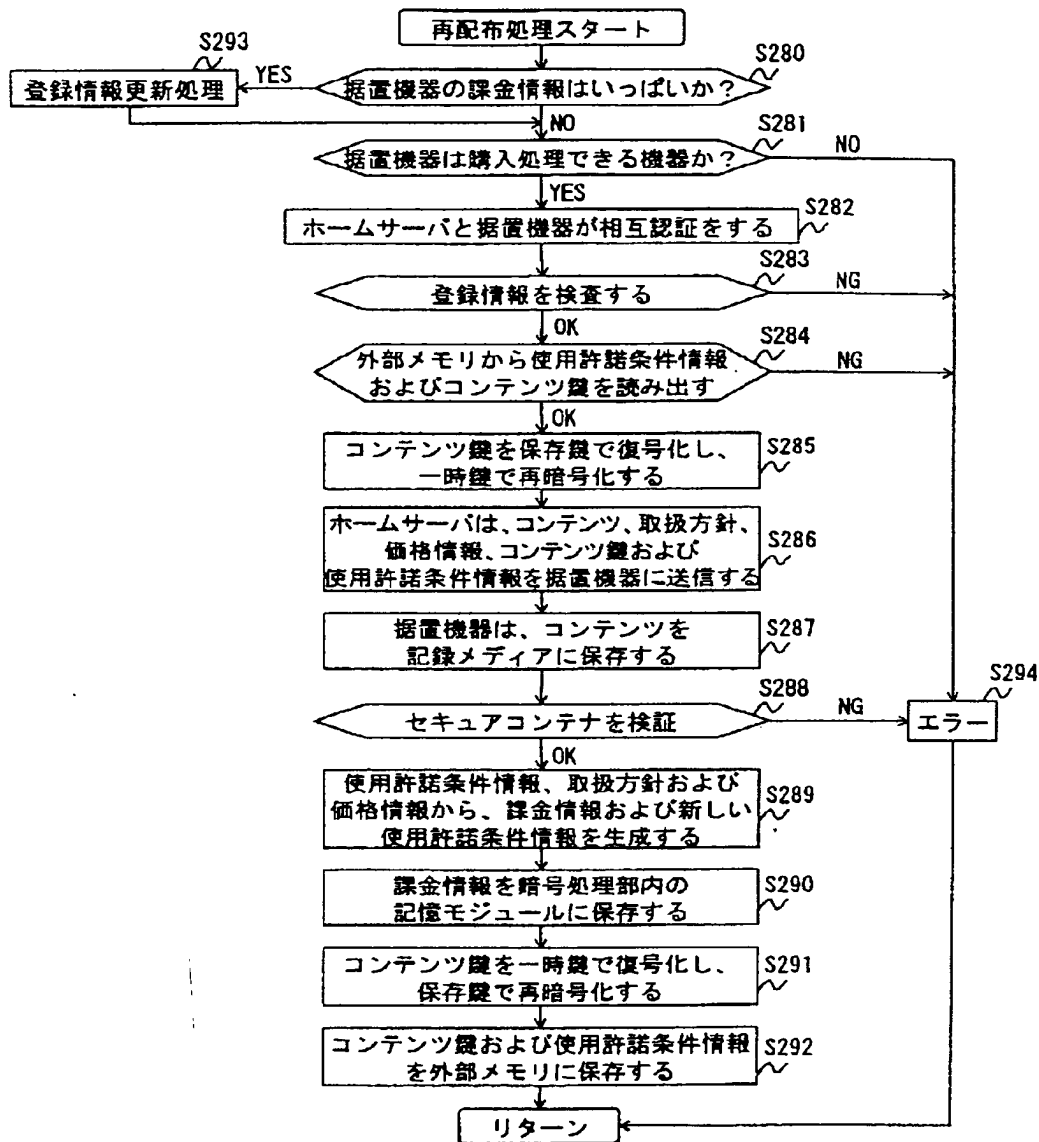 再配布処理スタート
S293
S280
登録情報更新処理
YES
据置機器の課金情報はいっぱいか?
NO
S281
据置機器は購入処理できる機器か?
NO
YES
S282
ホームサーバと据置機器が相互認証をする
S283
登録情報を検査する
NG
OK
S284
外部メモリから使用許諾条件情報
およびコンテンツ鍵を読み出す
NG
OK
コンテンツ鍵を保存鍵で復号化し、
一時鍵で再暗号化する
S285
ホームサーバは、コンテンツ、取扱方針、
価格情報、コンテンツ鍵および
使用許諾条件情報を据置機器に送信する
S286
据置機器は、コンテンツを
記録メディアに保存する
S287
S288
セキュアコンテナを検証
NG
S294
エラー
OK
使用許諾条件情報、取扱方針および
価格情報から、課金情報および新しい
使用許諾条件情報を生成する
S289
課金情報を暗号処理部内の
記憶モジュールに保存する
S290
コンテンツ鍵を一時鍵で復号化し、
保存鍵で再暗号化する
S291
コンテンツ鍵および使用許諾条件情報
を外部メモリに保存する
S292
リターン